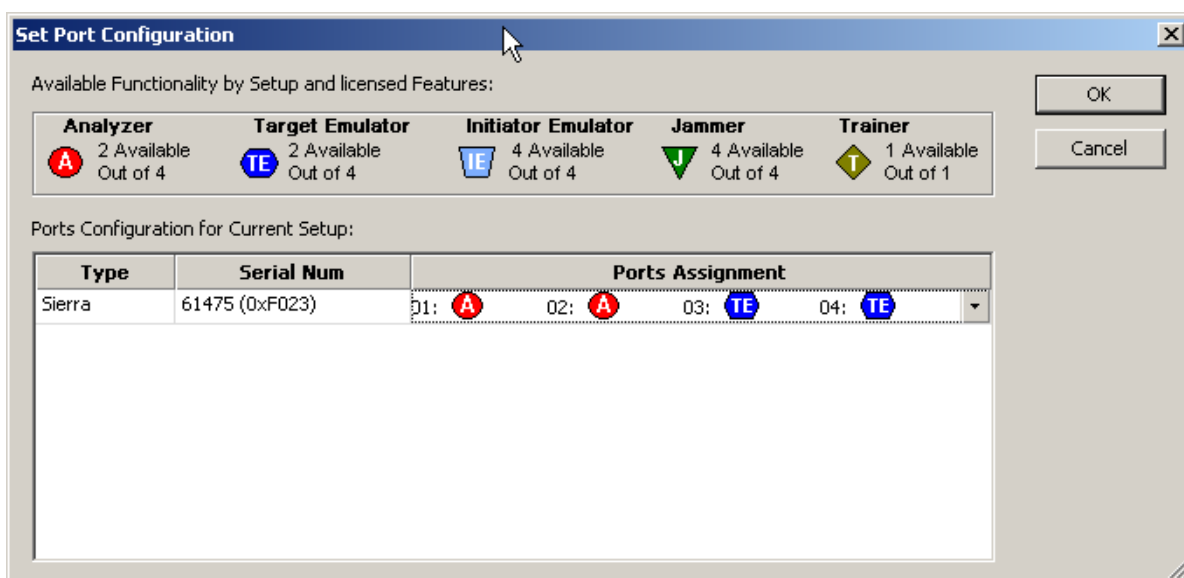 Set Port Configuration
Available Functionality by Setup and licensed Features:
OK
Cancel
Analyzer Target Emulator Initiator Emulator Jammer Trainer
A 2 Available TE 2 Available IE 4 Available J 4 Available T 1 Available
Out of 4 Out of 4 Out of 4 Out of 4 Out of 1
Ports Configuration for Current Setup:
Type Serial Num Ports Assignment
Sierra 61475 (0xF023) 01: A 02: A 03: TE 04: TE